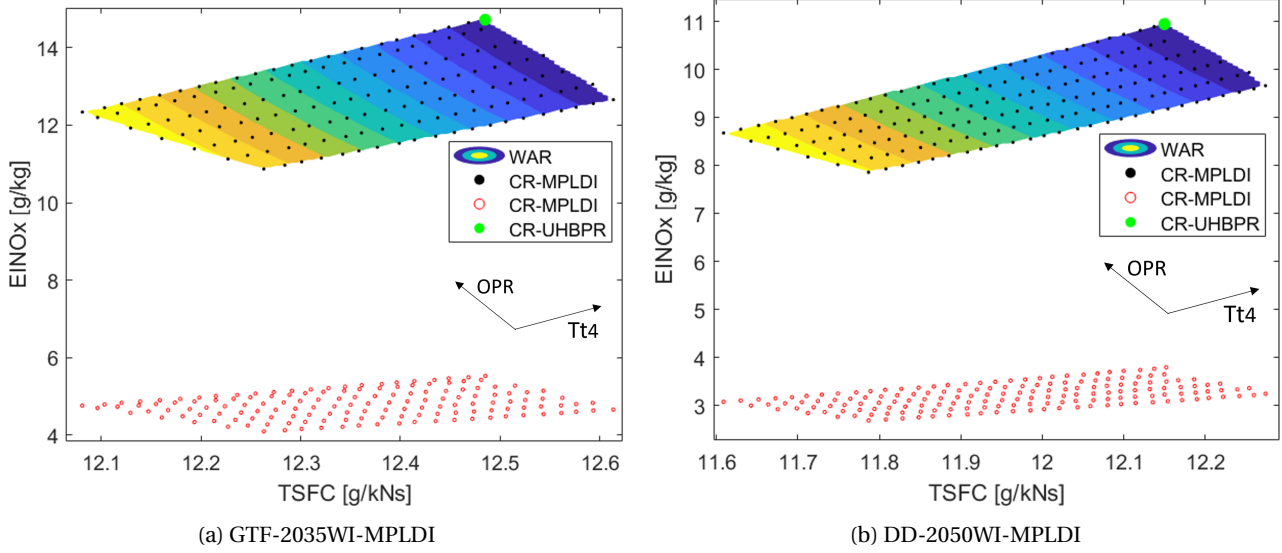 14
12
10
8
6
4
EINOx [g/kg]
WAR
CR-MPLDI
CR-MPLDI
CR-UHBPR
OPR
Tt4
12.1
12.2
12.3
12.4
12.5
12.6
TSFC [g/kNs]
(a) GTF-2035WI-MPLDI
11
10
9
8
7
6
5
4
3
EINOx [g/kg]
WAR
CR-MPLDI
CR-MPLDI
CR-UHBPR
OPR
Tt4
11.6
11.7
11.8
11.9
12
12.1
12.2
TSFC [g/kNs]
(b) DD-2050WI-MPLDI